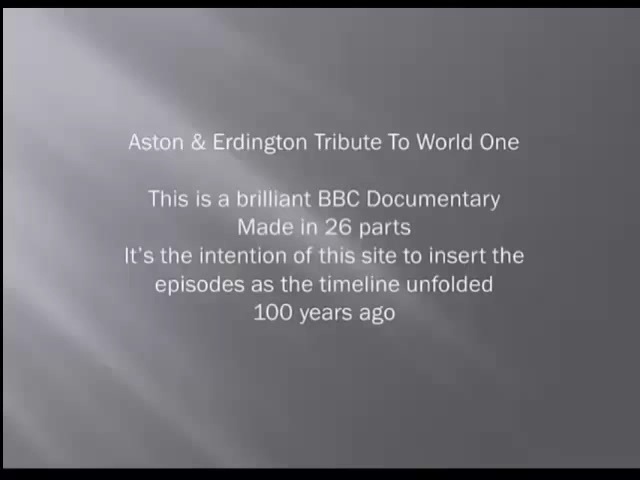 Aston & Erdington Tribute To World One
This is a brilliant BBC Documentary
Made in 26 parts
It's the intention of this site to insert the
episodes as the timeline unfolded
100 years ago